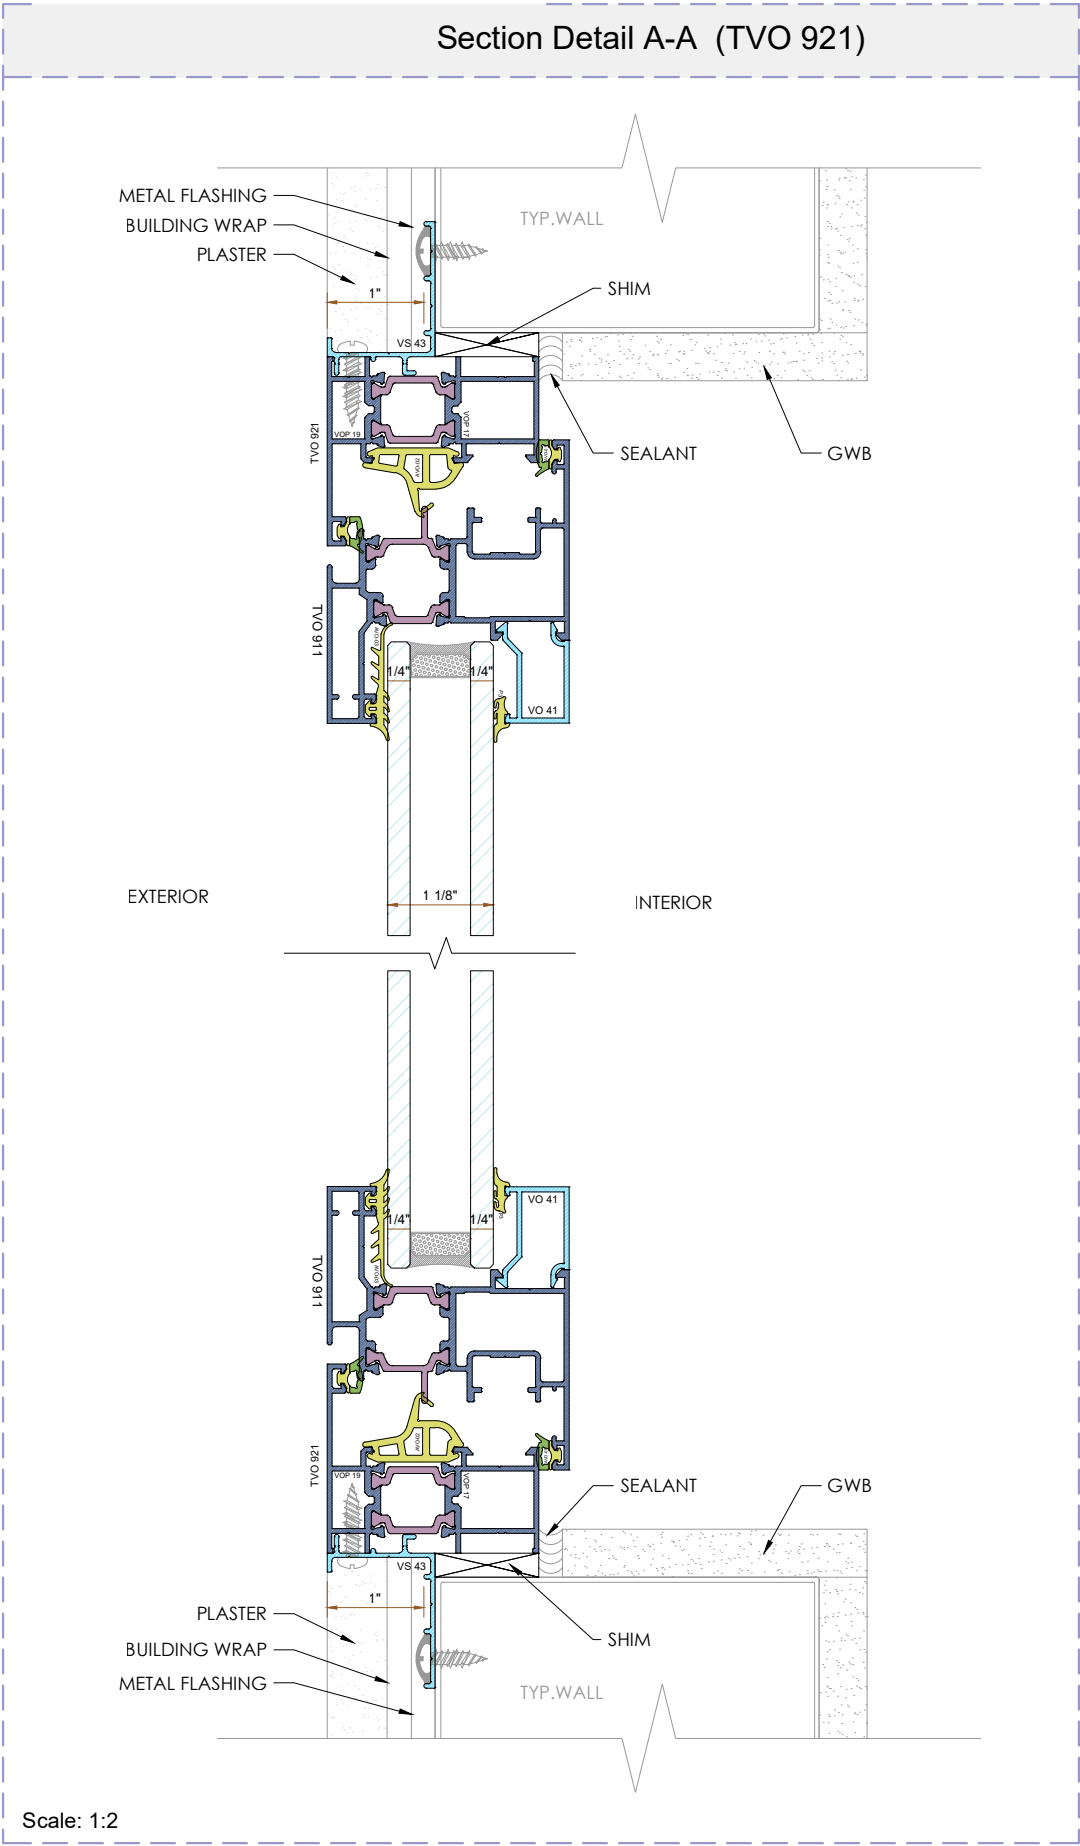 Section Detail A-A (TVO 921)
METAL FLASHING
BUILDING WRAP
PLASTER
TYP.WALL
1"
SHIM
VS 43
TVO 921
VOP 19
VOP 17
SEALANT
GWB
TVO 911
1/4"
1/4"
VO 41
EXTERIOR
1 1/8"
INTERIOR
VO 41
1/4"
1/4"
TVO 911
TVO 921
VOP 19
VOP 17
SEALANT
GWB
VS 43
1"
PLASTER
SHIM
BUILDING WRAP
METAL FLASHING
TYP.WALL
Scale: 1:2